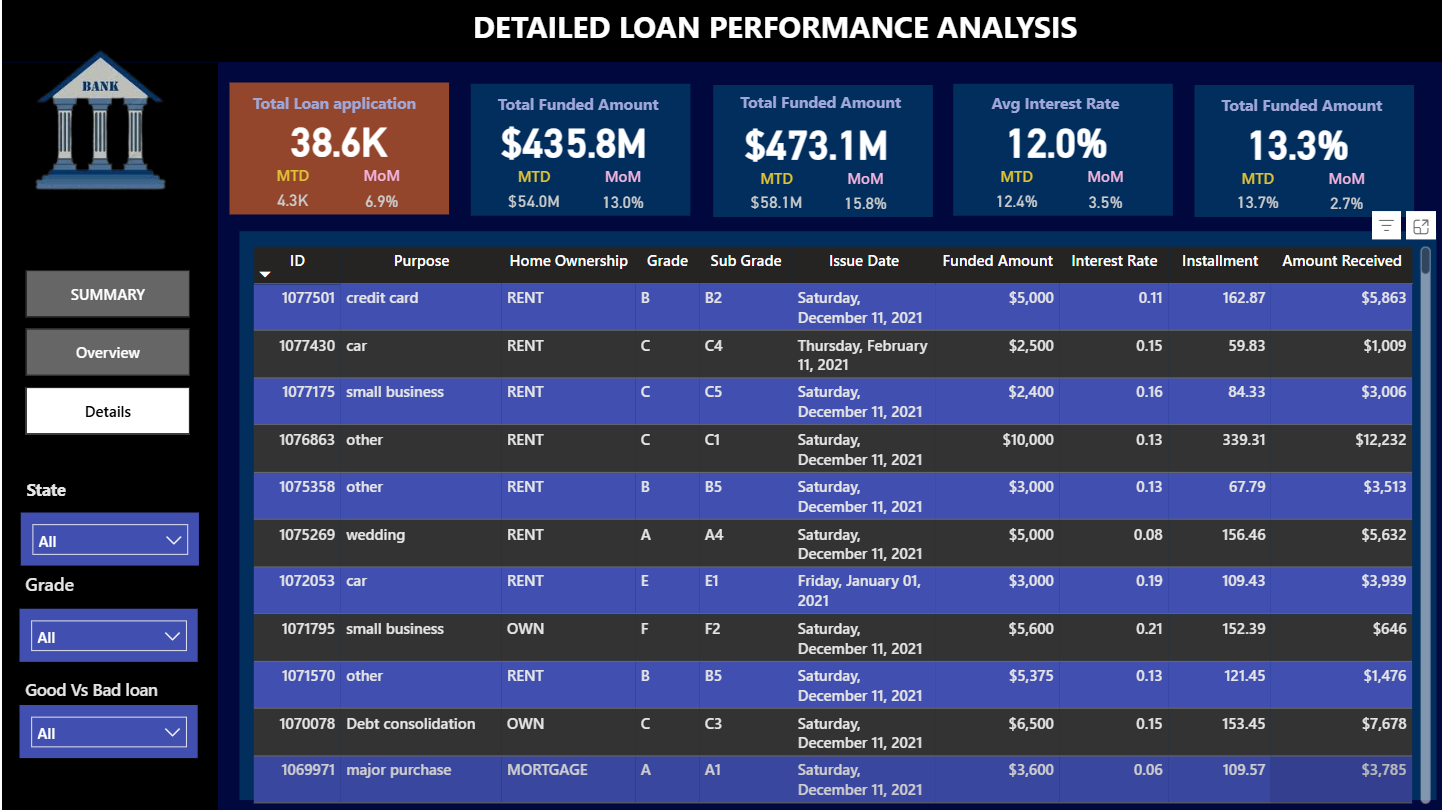 DETAILED LOAN PERFORMANCE ANALYSIS
BANK
Total Loan application
38.6K
MTD MoM
4.3K 6.9%
Total Funded Amount
$435.8M
MTD MoM
$54.0M 13.0%
Total Funded Amount
$473.1M
MTD MoM
$58.1M 15.8%
Avg Interest Rate
12.0%
MTD MoM
12.4% 3.5%
Total Funded Amount
13.3%
MTD MoM
13.7% 2.7%
SUMMARY
Overview
Details
State
All
Grade
All
Good Vs Bad loan
All
ID Purpose Home Ownership Grade Sub Grade Issue Date Funded Amount Interest Rate Installment Amount Received
1077501 credit card RENT B B2 Saturday, $5,000 0.11 162.87 $5,863
December 11, 2021
1077430 car RENT C C4 Thursday, February $2,500 0.15 59.83 $1,009
11, 2021
1077175 small business RENT C C5 Saturday, $2,400 0.16 84.33 $3,006
December 11, 2021
1076863 other RENT C C1 Saturday, $10,000 0.13 339.31 $12,232
December 11, 2021
1075358 other RENT B B5 Saturday, $3,000 0.13 67.79 $3,513
December 11, 2021
1075269 wedding RENT A A4 Saturday, $5,000 0.08 156.46 $5,632
December 11, 2021
1072053 car RENT E E1 Friday, January 01, $3,000 0.19 109.43 $3,939
2021
1071795 small business OWN F F2 Saturday, $5,600 0.21 152.39 $646
December 11, 2021
1071570 other RENT B B5 Saturday, $5,375 0.13 121.45 $1,476
December 11, 2021
1070078 Debt consolidation OWN C C3 Saturday, $6,500 0.15 153.45 $7,678
December 11, 2021
1069971 major purchase MORTGAGE A A1 Saturday, $3,600 0.06 109.57 $3,785
December 11, 2021